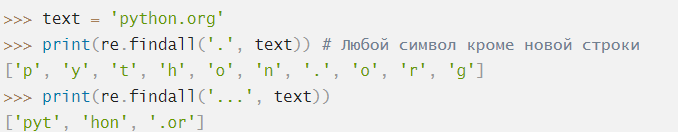 >>> text = 'python.org'
>>> print(re.findall('.', text)) # Любой символ кроме новой строки
['p', 'y', 't', 'h', 'o', 'n', '.', 'o', 'r', 'g']
>>> print(re.findall('...', text))
['pyt', 'hon', '.or']